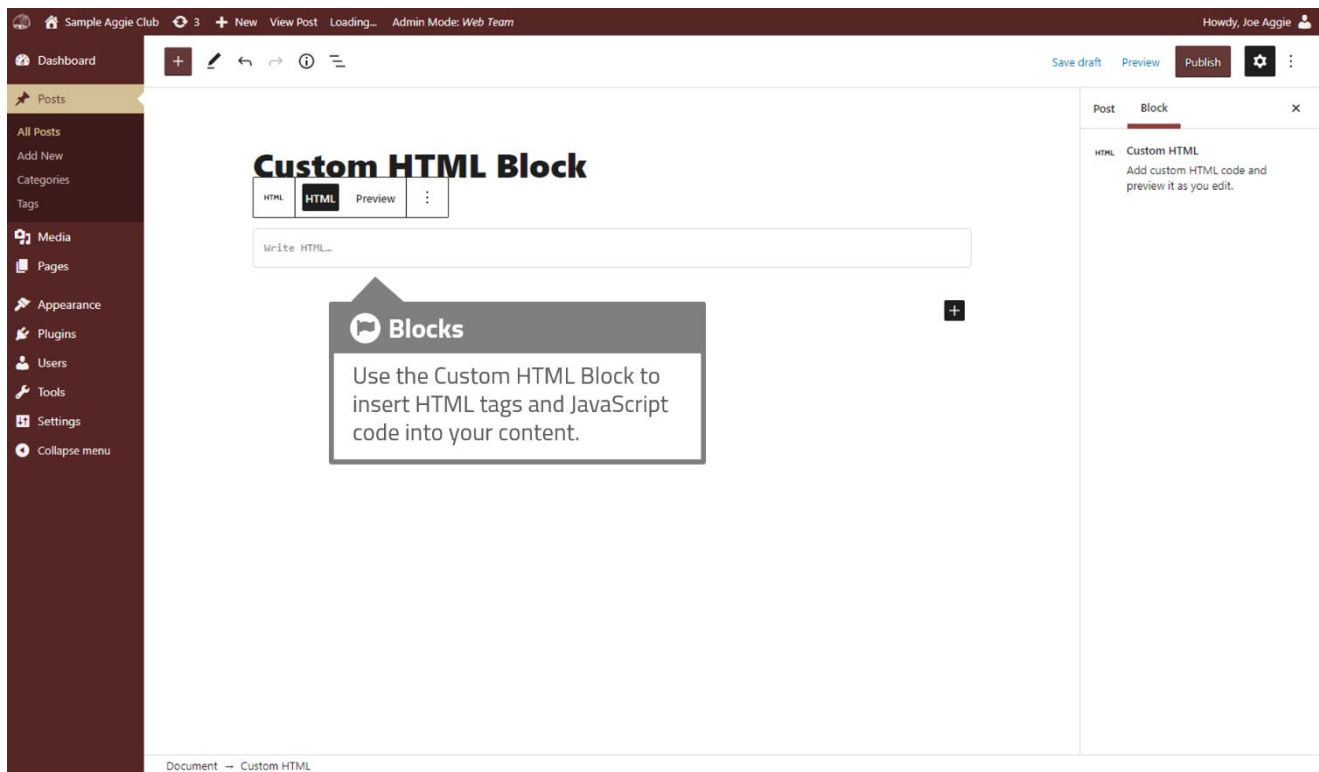 Sample Aggie Club 3 New View Post Loading... Admin Mode: Web Team Howdy, Joe Aggie
Dashboard
Posts
All Posts
Add New
Categories
Tags
Media
Pages
Appearance
Plugins
Users
Tools
Settings
Collapse menu
Save draft Preview Publish
Custom HTML Block
HTML HTML Preview
Write HTML…
Blocks
Use the Custom HTML Block to
insert HTML tags and JavaScript
code into your content.
Post Block
HTML Custom HTML
Add custom HTML code and
preview it as you edit.
Document → Custom HTML